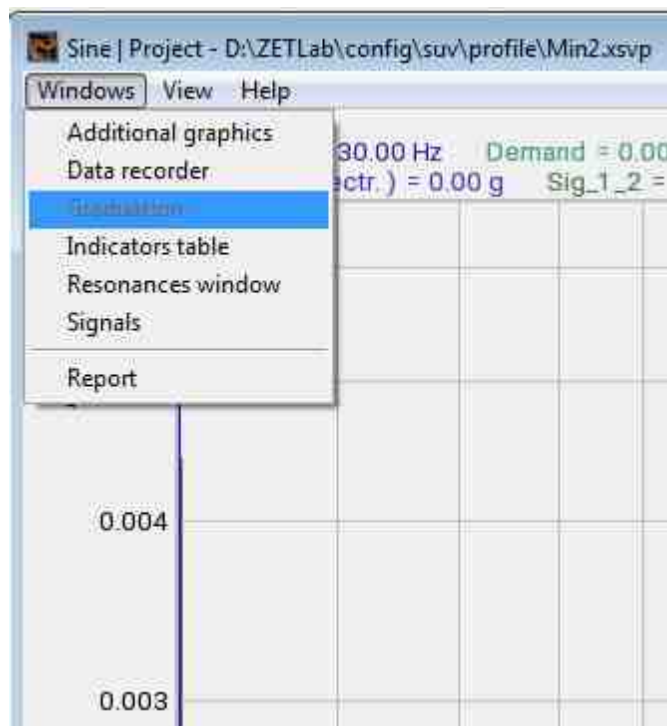 Sine | Project - D:\ZETLab\config\suv\profile\Min2.xsvp
Windows View Help
30.00 Hz Demand = 0.00
ectr. ) = 0.00 g Sig_1_2 =
Additional graphics
Data recorder
Graduation
Indicators table
Resonances window
Signals
Report
0.004
0.003